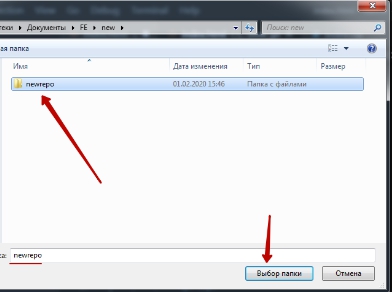 теки ▸ Документы ▸ FE ▸ new ▸
Поиск: new
ая папка
Имя
Дата изменения
Тип
Размер
newrepo
01.02.2020 15:46
Папка с файлами
ка:
newrepo
Выбор папки
Отмена